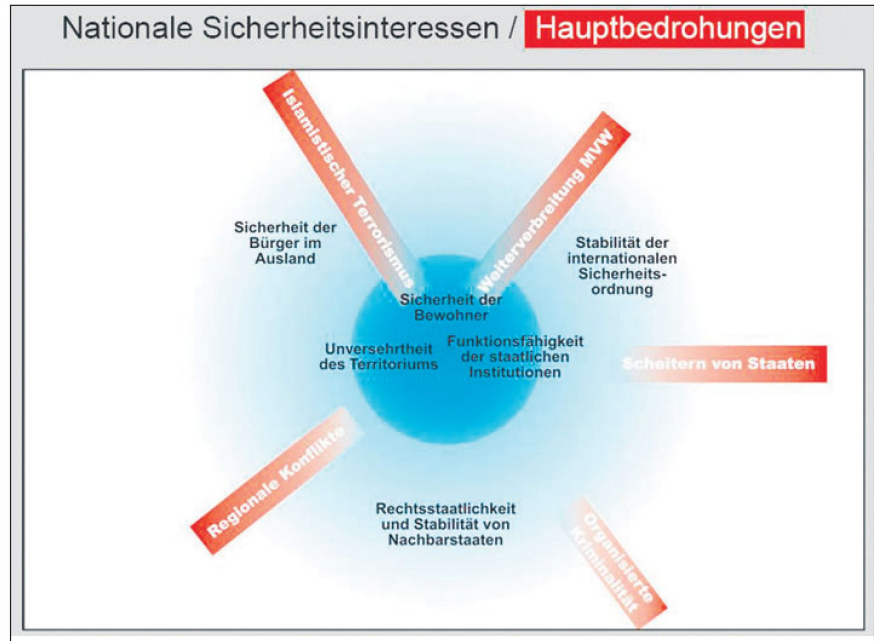 Nationale Sicherheitsinteressen / Hauptbedrohungen
Islamistischer Terrorismus
Weiterverbreitung MVW
Sicherheit der
Bürger im
Ausland
Stabilität der
internationalen
Sicherheits-
ordnung
Sicherheit der
Bewohner
Unversehrtheit
des Territoriums
Funktionsfähigkeit
der staatlichen
Institutionen
Scheitern von Staaten
Regionale Konflikte
Rechtsstaatlichkeit
und Stabilität von
Nachbarstaaten
Organisierte
Kriminalität